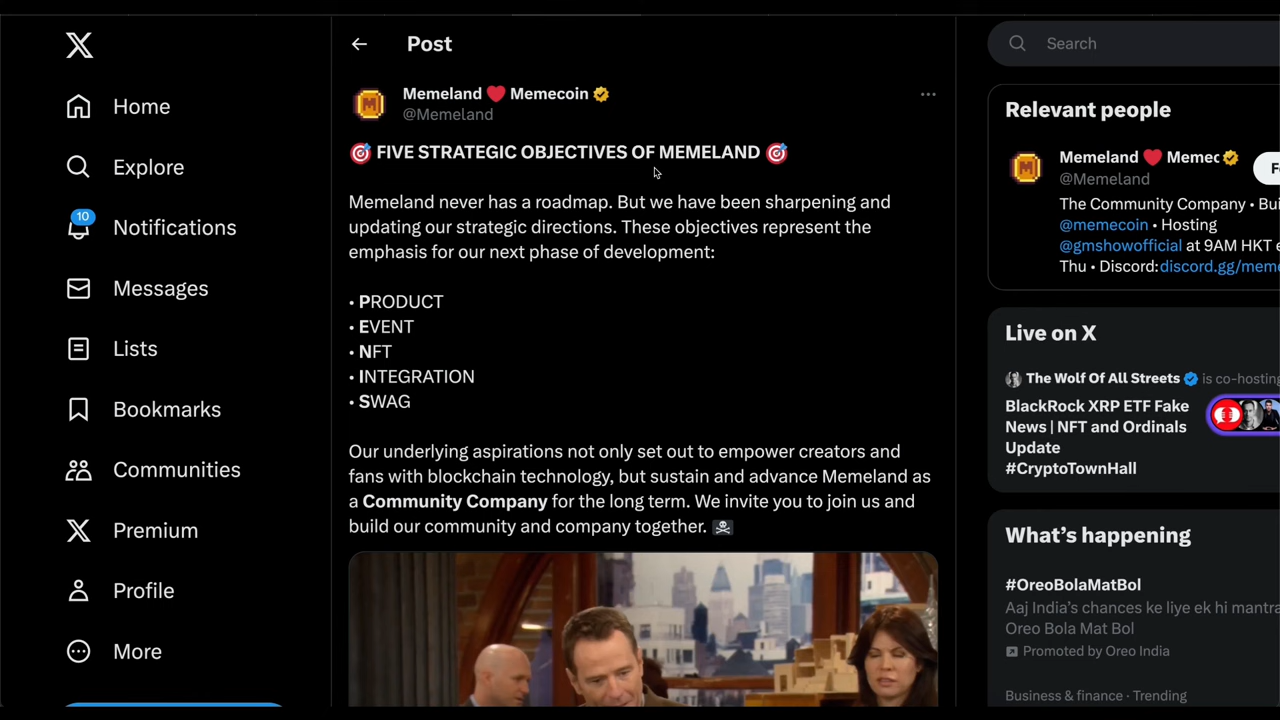 Home
Explore
10
Notifications
Messages
Lists
Bookmarks
Communities
Premium
Profile
More
Post
Memeland ❤️ Memecoin
@Memeland
🎯 FIVE STRATEGIC OBJECTIVES OF MEMELAND 🎯
Memeland never has a roadmap. But we have been sharpening and
updating our strategic directions. These objectives represent the
emphasis for our next phase of development:
• PRODUCT
• EVENT
• NFT
• INTEGRATION
• SWAG
Our underlying aspirations not only set out to empower creators and
fans with blockchain technology, but sustain and advance Memeland as
a Community Company for the long term. We invite you to join us and
build our community and company together. ☠️
Search
Relevant people
Memeland ❤️ Memec
@Memeland
The Community Company • Bui
@memecoin • Hosting
@gmshowofficial at 9AM HKT e
Thu • Discord:discord.gg/mem
Live on X
The Wolf Of All Streets is co-hosting
BlackRock XRP ETF Fake
News | NFT and Ordinals
Update
#CryptoTownHall
What's happening
#OreoBolaMatBol
Aaj India's chances ke liye ek hi mantra
Oreo Bola Mat Bol
Promoted by Oreo India
Business & finance · Trending